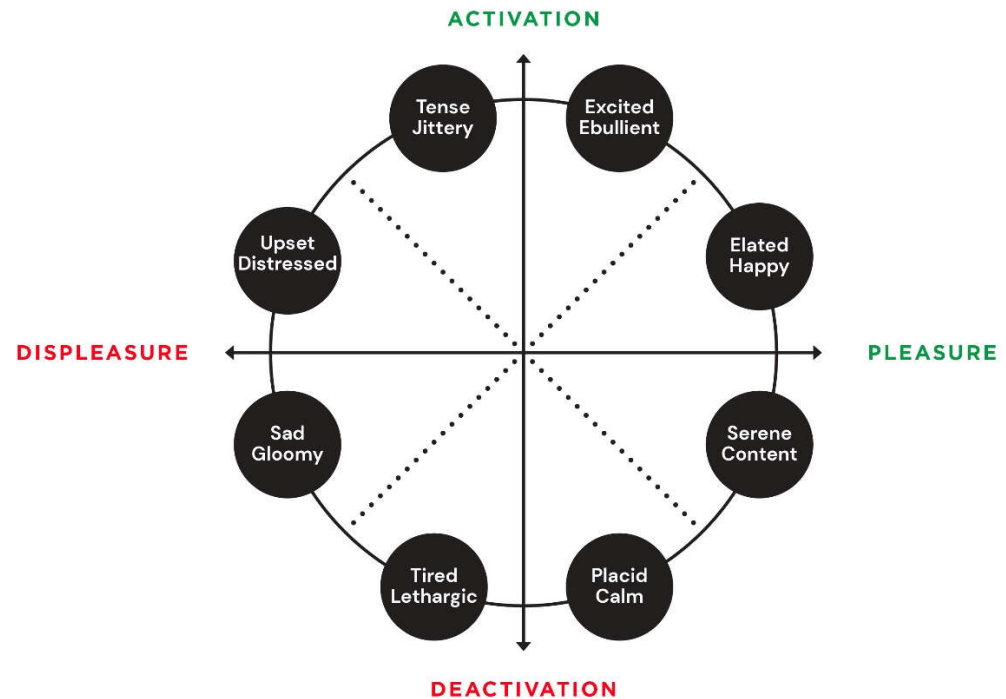 ACTIVATION
Tense
Jittery
Excited
Ebullient
Upset
Distressed
Elated
Happy
DISPLEASURE
PLEASURE
Sad
Gloomy
Serene
Content
Tired
Lethargic
Placid
Calm
DEACTIVATION